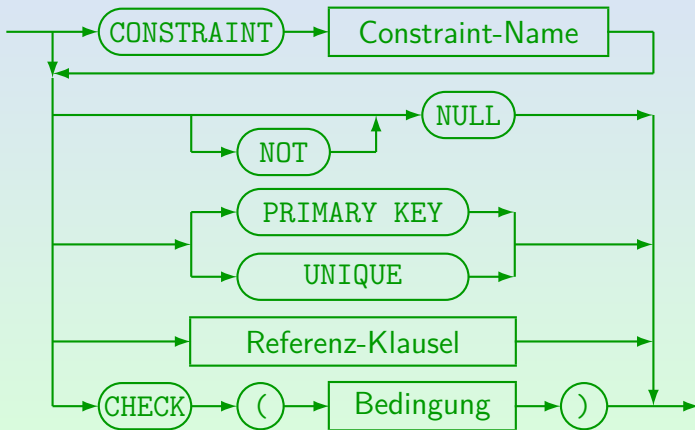 CONSTRAINT Constraint-Name
NULL
NOT
PRIMARY KEY
UNIQUE
Referenz-Klausel
CHECK ( Bedingung )